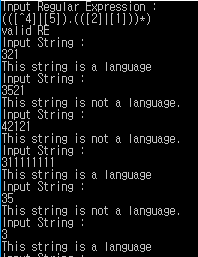 Input Regular Expression :
(([^4]|[5]).(([2]|[1]))*)
valid RE
Input String :
321
This string is a language
Input String :
3521
This string is not a language.
Input String :
42121
This string is not a language.
Input String :
311111111
This string is a language
Input String :
35
This string is not a language.
Input String :
3
This string is a language